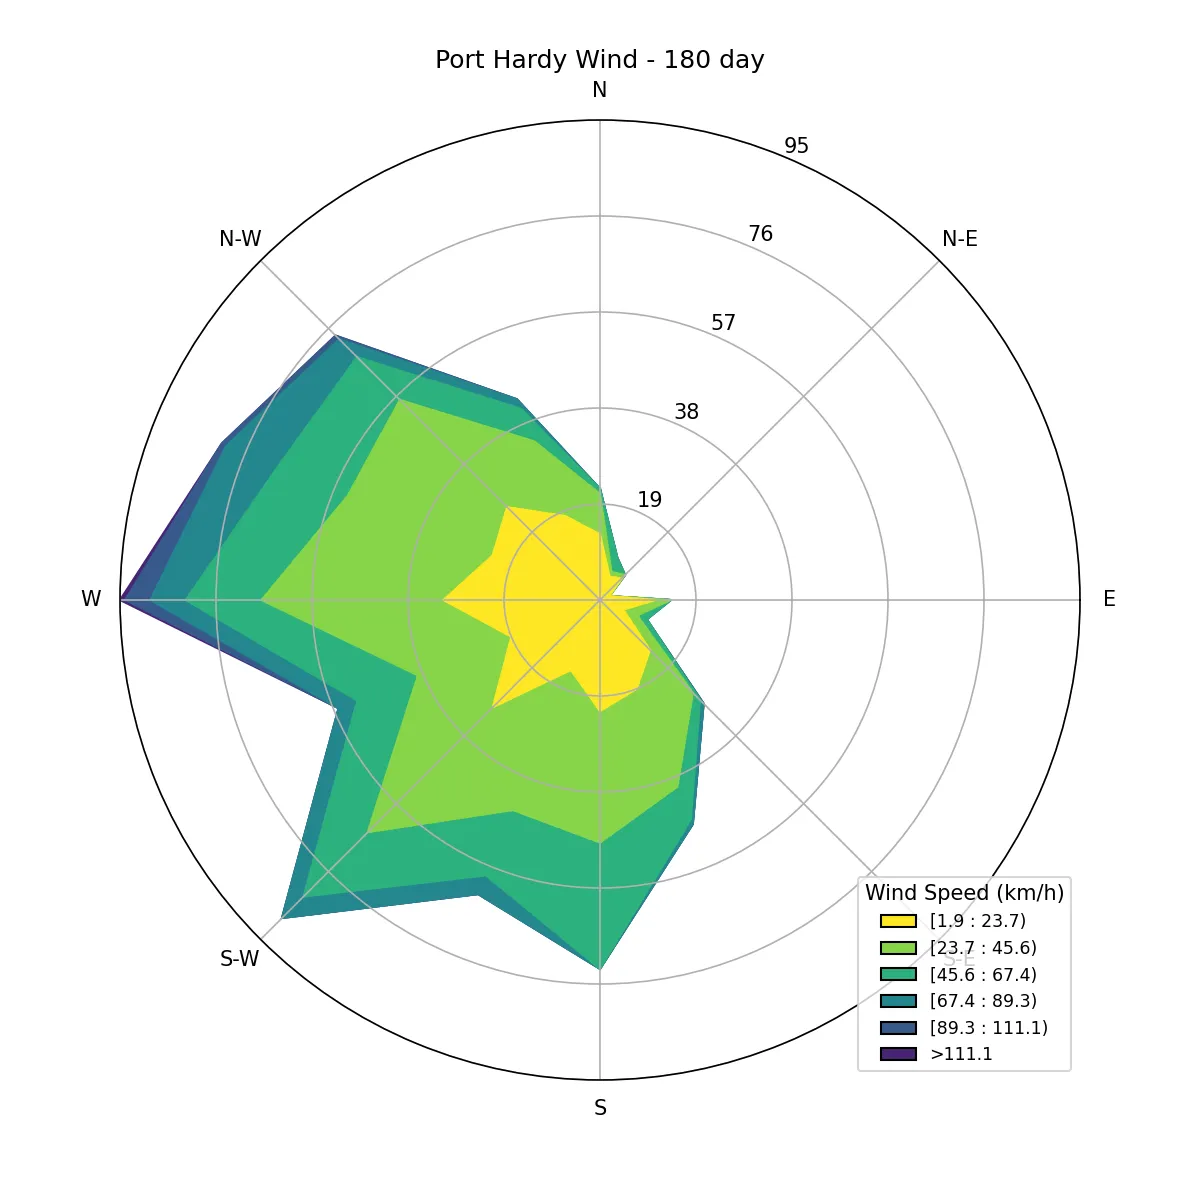 Port Hardy Wind - 180 day
N
95
N-W
N-E
76
57
38
19
W
E
S-W
S-E
S
Wind Speed (km/h)
[1.9 : 23.7)
[23.7 : 45.6)
[45.6 : 67.4)
[67.4 : 89.3)
[89.3 : 111.1)
>111.1